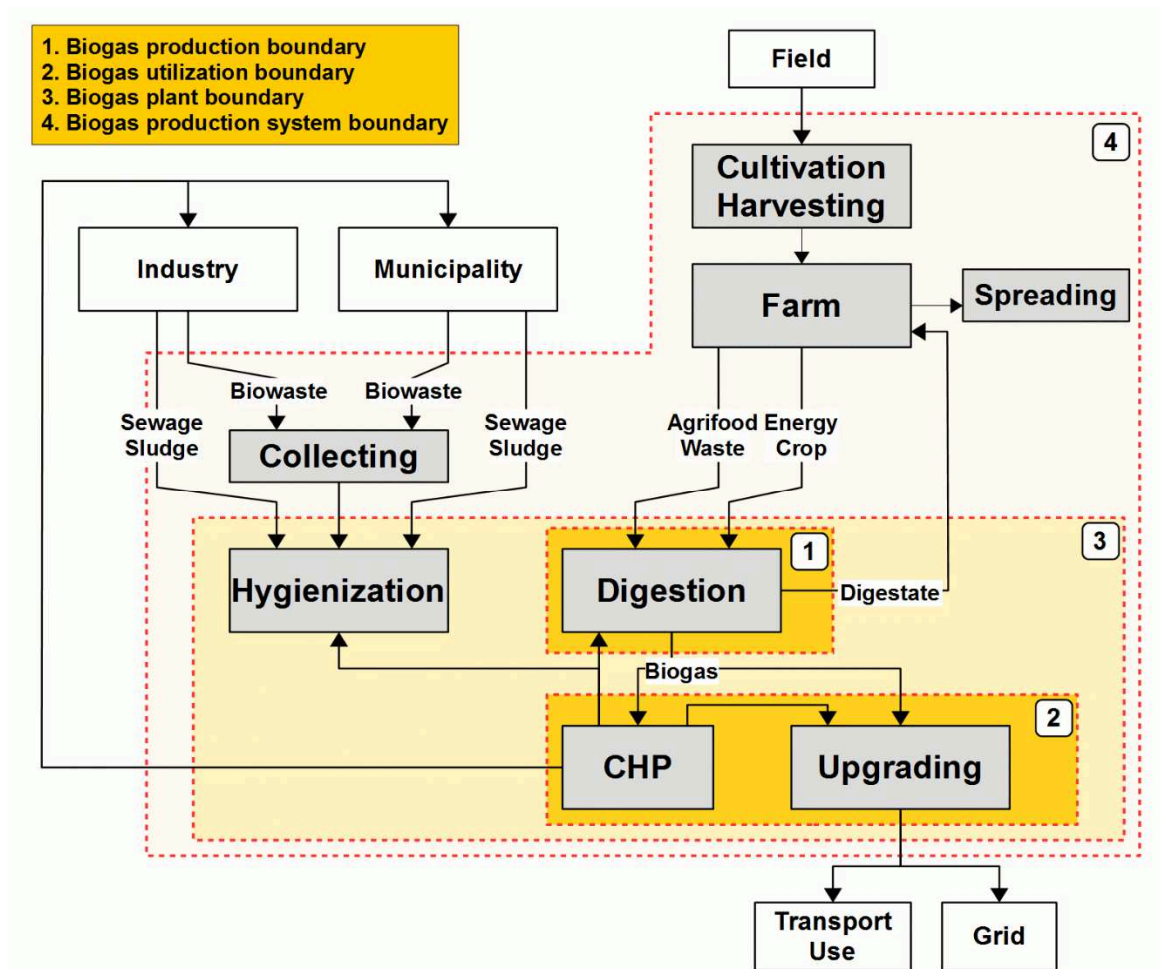 1. Biogas production boundary
2. Biogas utilization boundary
3. Biogas plant boundary
4. Biogas production system boundary
Field
4
Cultivation
Harvesting
Industry
Municipality
Farm
Spreading
Biowaste
Biowaste
Sewage
Sludge
Sewage
Sludge
Agrifood
Waste
Energy
Crop
Collecting
1
3
Hygienization
Digestion
Digestate
Biogas
2
CHP
Upgrading
Transport
Use
Grid